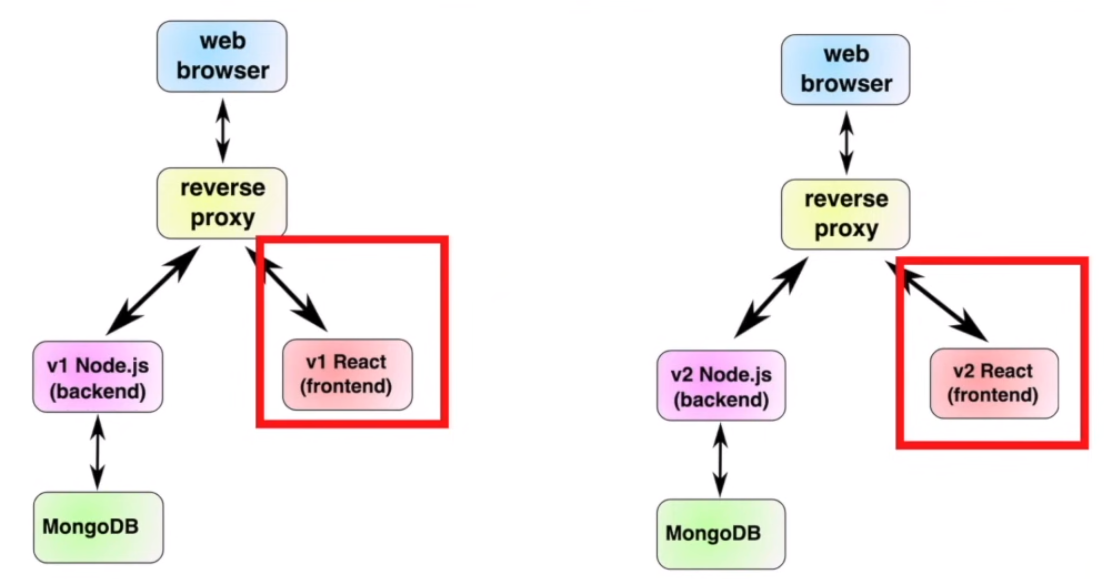 web
browser
reverse
proxy
v1 Node.js
(backend)
v1 React
(frontend)
MongoDB
web
browser
reverse
proxy
v2 Node.js
(backend)
v2 React
(frontend)
MongoDB